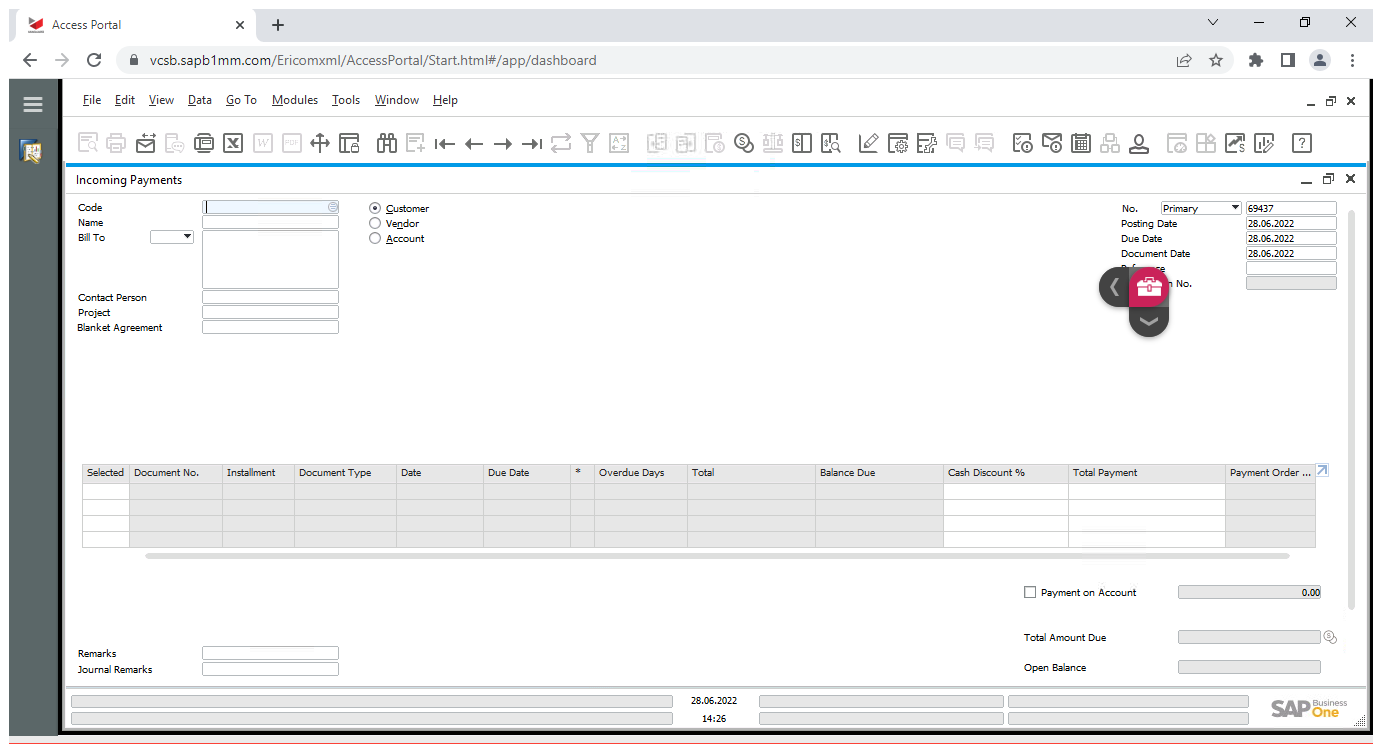 Access Portal
vcsb.sapb1mm.com/Ericomxml/AccessPortal/Start.html#/app/dashboard
File Edit View Data Go To Modules Tools Window Help
Incoming Payments
Code
Customer
No. Primary 69437
Name
Vendor
Posting Date 28.06.2022
Bill To
Account
Due Date 28.06.2022
Document Date 28.06.2022
No.
Contact Person
Project
Blanket Agreement
Selected Document No. Installment Document Type Date Due Date * Overdue Days Total Balance Due Cash Discount % Total Payment Payment Order ...
Payment on Account 0.00
Total Amount Due
Remarks
Journal Remarks
Open Balance
28.06.2022
14:26
SAP Business One